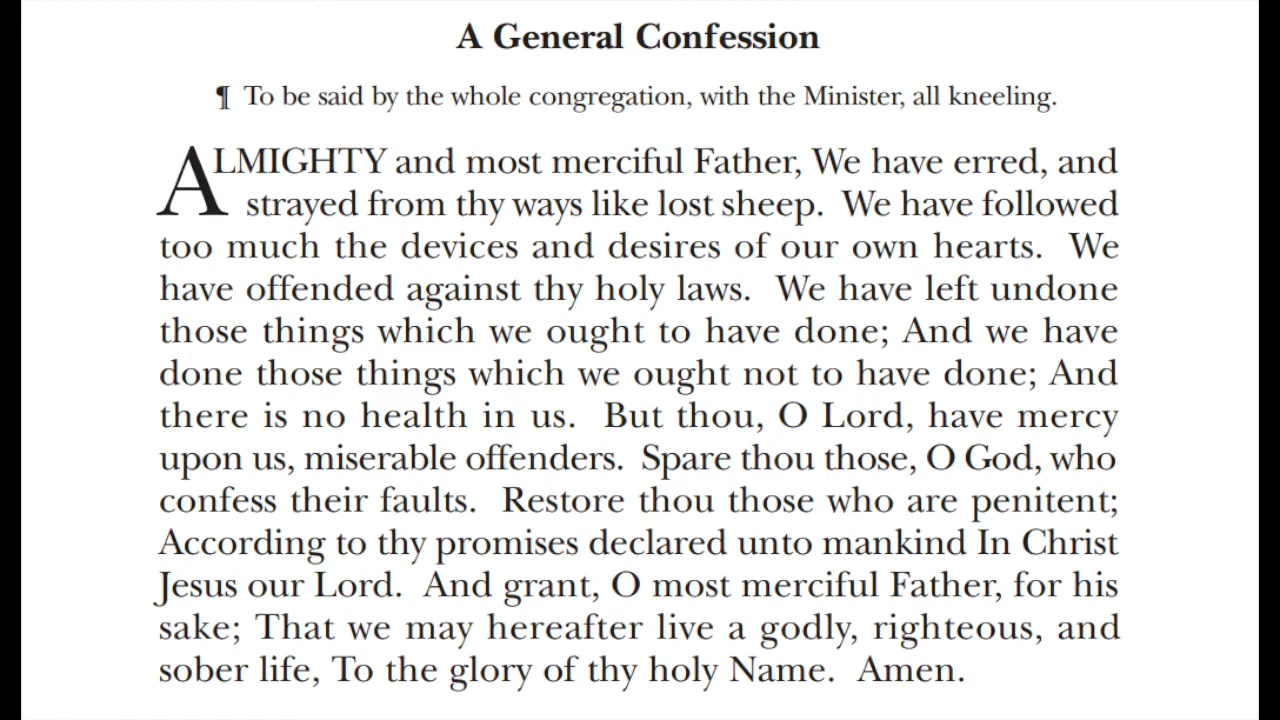 A General Confession
¶ To be said by the whole congregation, with the Minister, all kneeling.
ALMIGHTY and most merciful Father, We have erred, and
strayed from thy ways like lost sheep. We have followed
too much the devices and desires of our own hearts. We
have offended against thy holy laws. We have left undone
those things which we ought to have done; And we have
done those things which we ought not to have done; And
there is no health in us. But thou, O Lord, have mercy
upon us, miserable offenders. Spare thou those, O God, who
confess their faults. Restore thou those who are penitent;
According to thy promises declared unto mankind In Christ
Jesus our Lord. And grant, O most merciful Father, for his
sake; That we may hereafter live a godly, righteous, and
sober life, To the glory of thy holy Name. Amen.